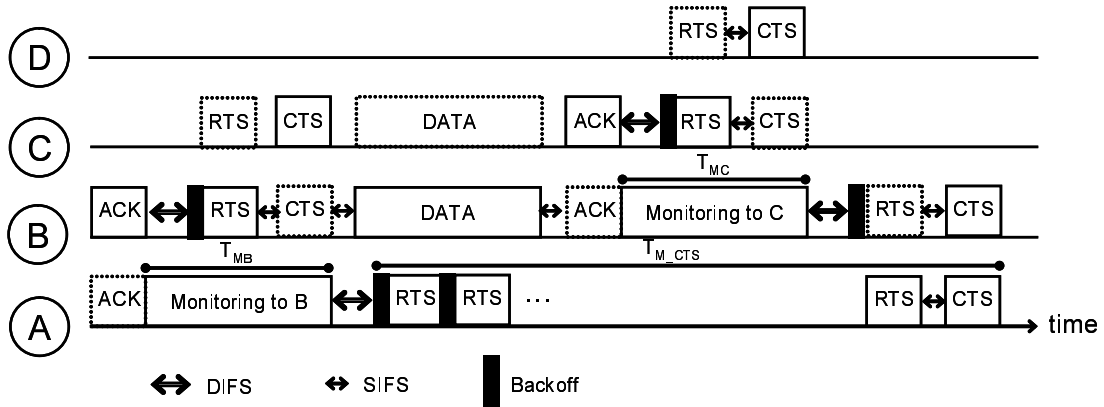 D RTS CTS
C RTS CTS DATA ACK RTS CTS
T_MC
B ACK RTS CTS DATA ACK Monitoring to C RTS CTS
T_MB T_M_CTS
A ACK Monitoring to B RTS RTS ... RTS CTS time
DIFS SIFS Backoff